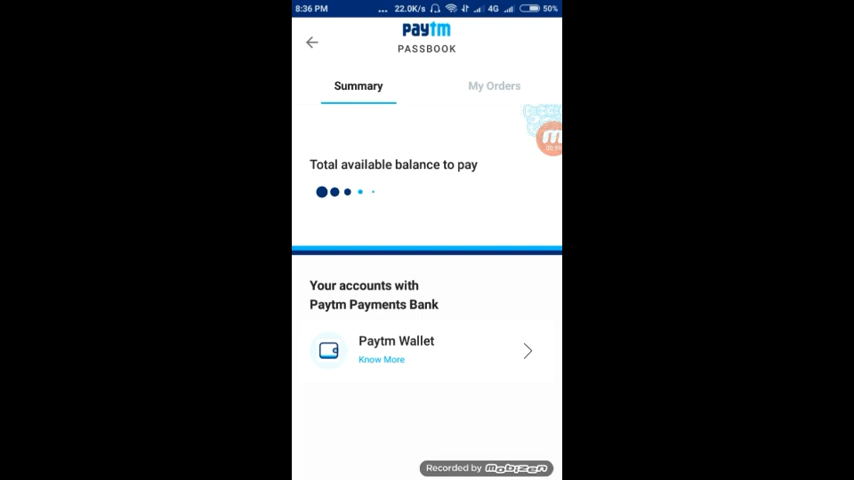 8:36 PM ... 22.0K/s 4G 50%
paytm
PASSBOOK
Summary My Orders
Total available balance to pay
Your accounts with
Paytm Payments Bank
Paytm Wallet
Know More
Recorded by mobizen